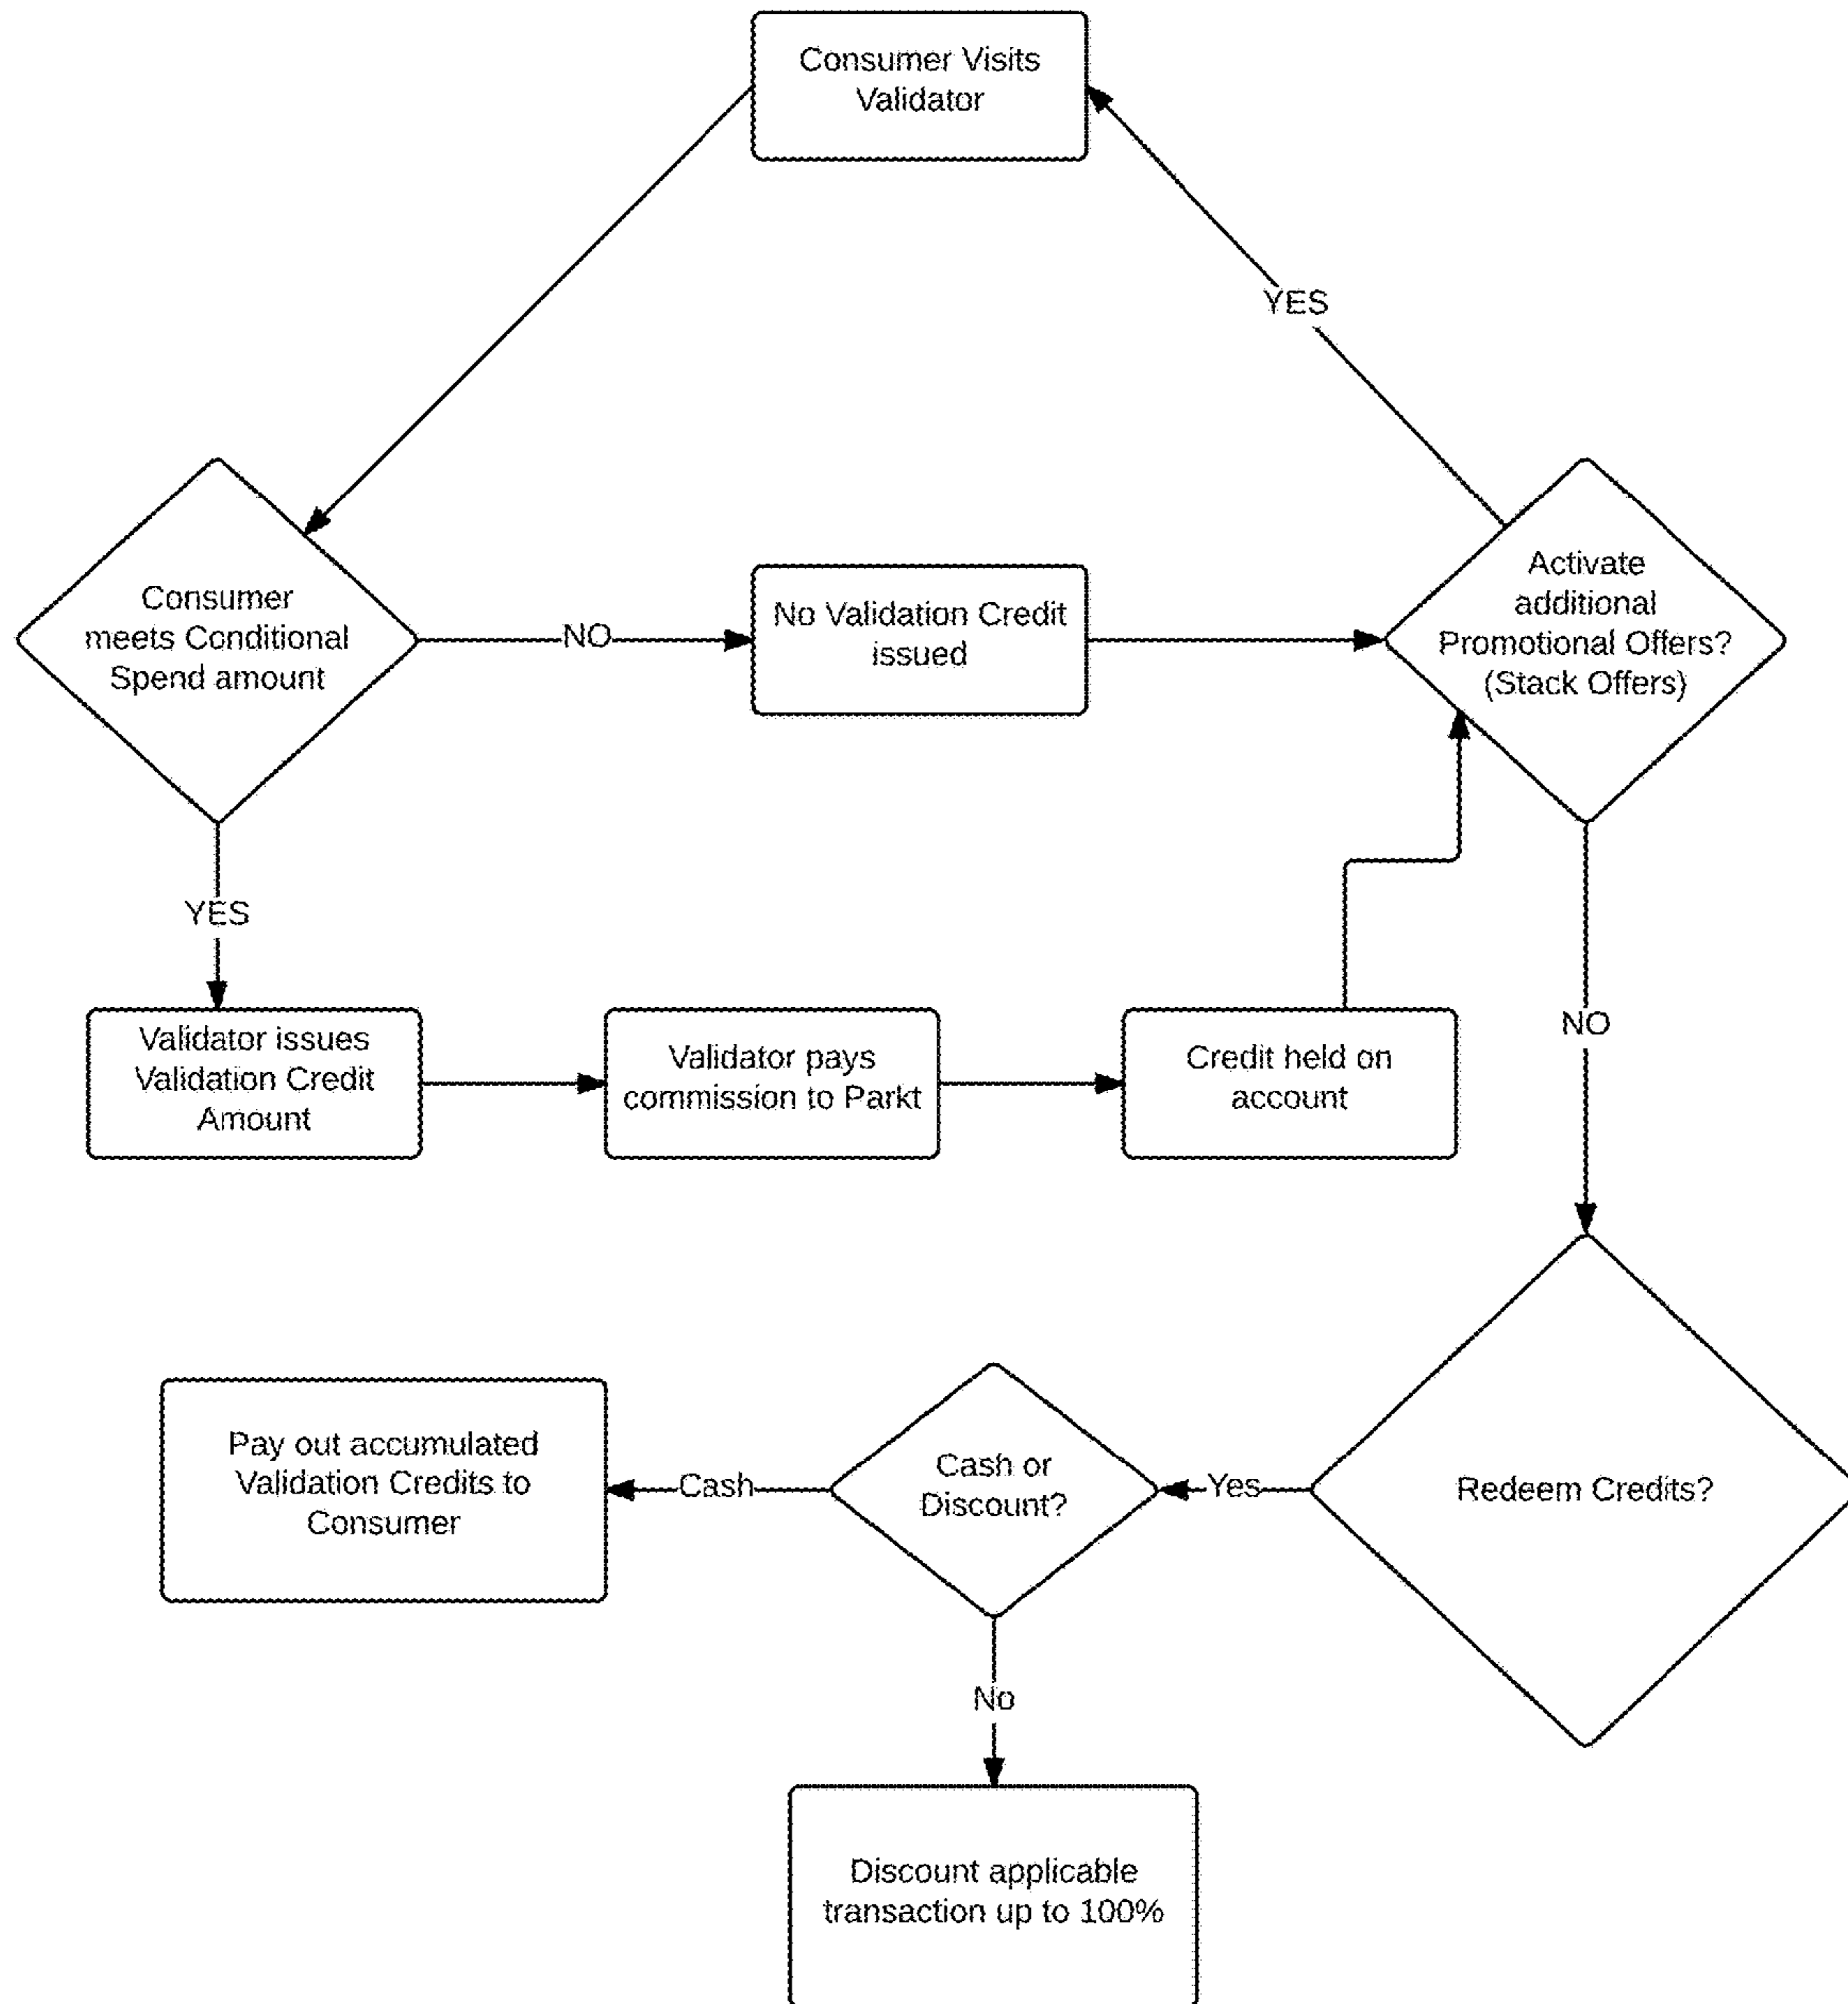 Consumer Visits
Validator
YES
Consumer
meets Conditional
Spend amount
NO
No Validation Credit
issued
Activate
additional
Promotional Offers?
(Stack Offers)
YES
NO
Validator issues
Validation Credit
Amount
Validator pays
commission to Parkt
Credit held on
account
Pay out accumulated
Validation Credits to
Consumer
Cash
Cash or
Discount?
Yes
Redeem Credits?
No
Discount applicable
transaction up to 100%